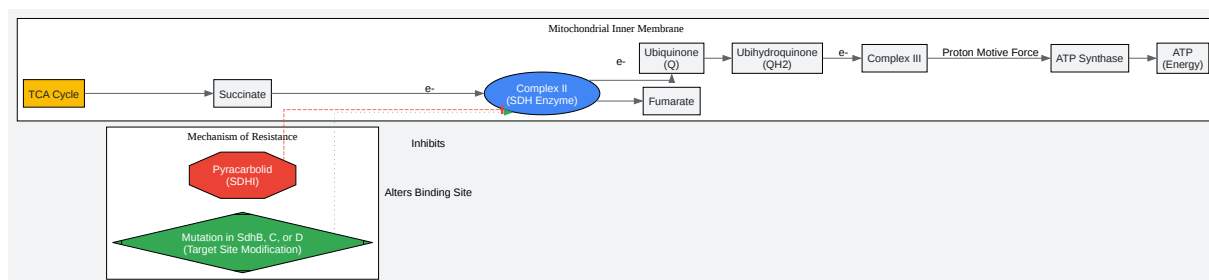 Mitochondrial Inner Membrane
TCA Cycle
Succinate
e-
Complex II
(SDH Enzyme)
e-
Ubiquinone
(Q)
Fumarate
Ubihydroquinone
(QH2)
e-
Complex III
Proton Motive Force
ATP Synthase
ATP
(Energy)
Mechanism of Resistance
Inhibits
Pyracarbolid
(SDHI)
Alters Binding Site
Mutation in SdhB, C, or D
(Target Site Modification)